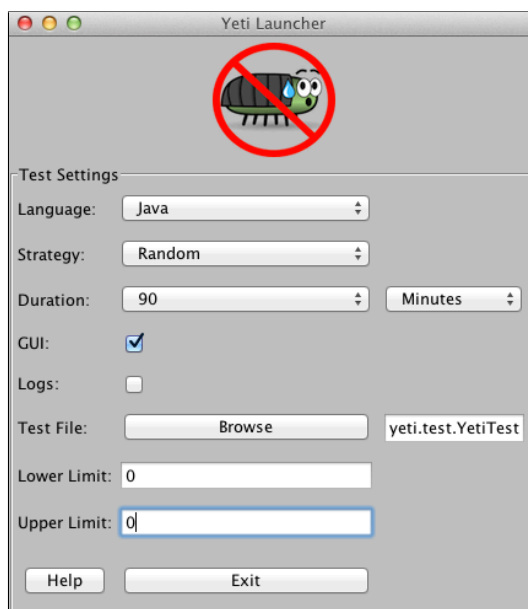 Yeti Launcher
Test Settings
Language: Java
Strategy: Random
Duration: 90 Minutes
GUI:
Logs:
Test File: Browse yeti.test.YetiTest
Lower Limit: 0
Upper Limit: 0
Help Exit